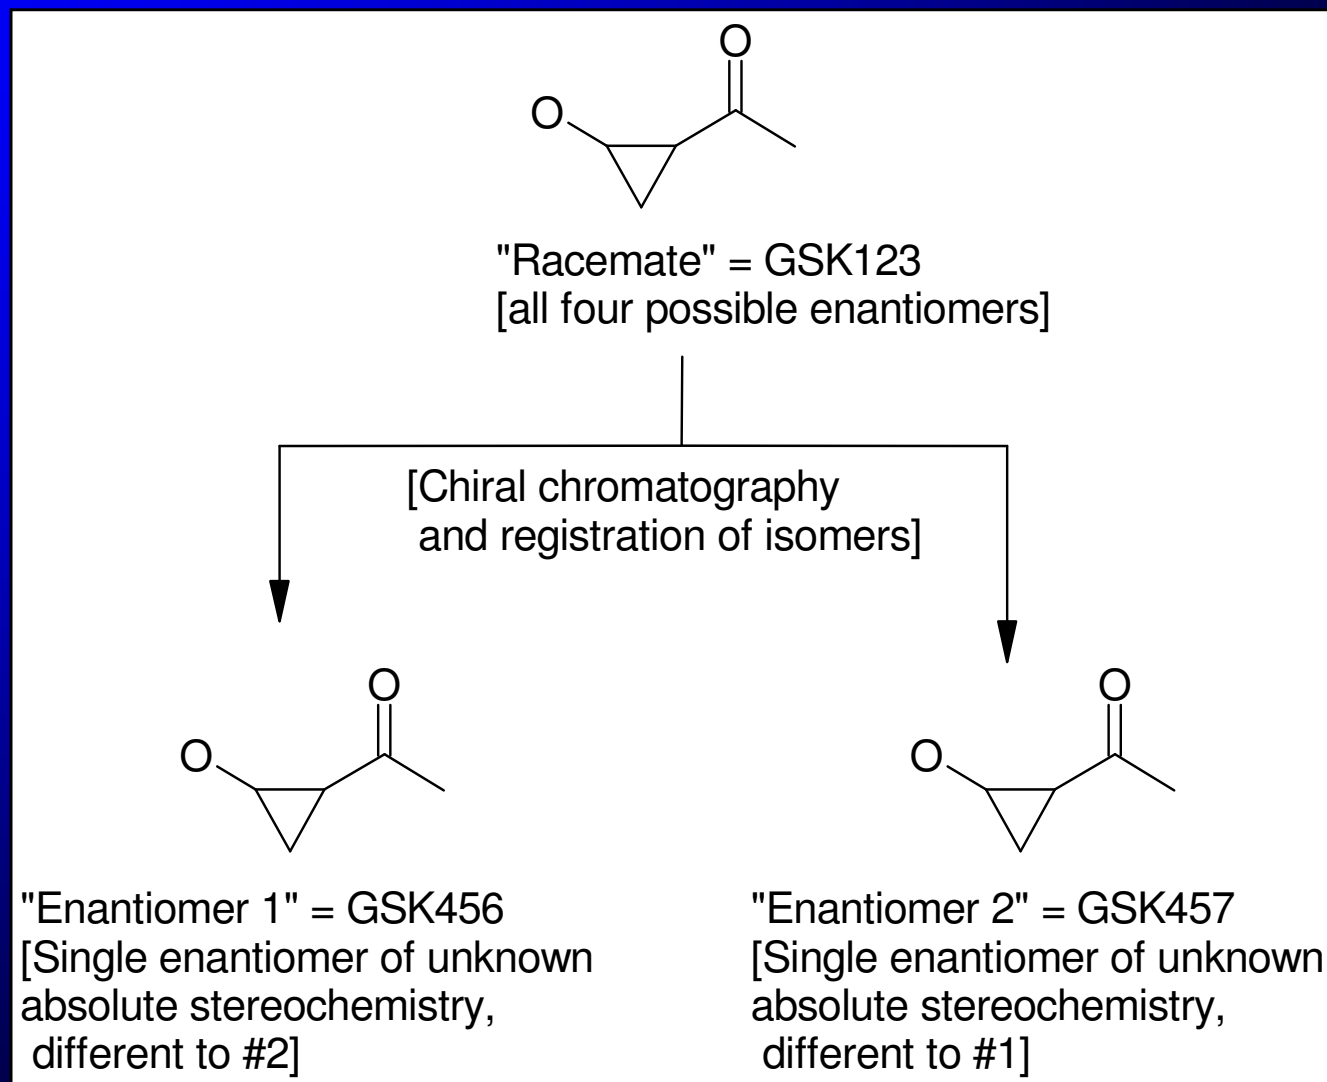 O
O
"Racemate" = GSK123
[all four possible enantiomers]
[Chiral chromatography
and registration of isomers]
O
O
O
O
"Enantiomer 1" = GSK456
[Single enantiomer of unknown
absolute stereochemistry,
different to #2]
"Enantiomer 2" = GSK457
[Single enantiomer of unknown
absolute stereochemistry,
different to #1]